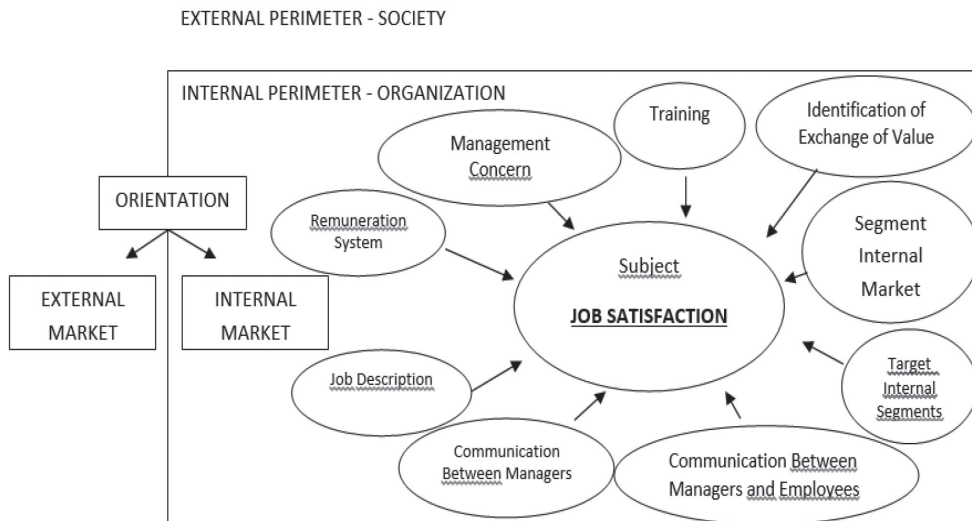 EXTERNAL PERIMETER - SOCIETY
INTERNAL PERIMETER - ORGANIZATION
Training
Identification of
Exchange of Value
Management
Concern
ORIENTATION
Remuneration
System
Segment
Internal
Market
Subject
JOB SATISFACTION
EXTERNAL
MARKET
INTERNAL
MARKET
Job Description
Target
Internal
Segments
Communication
Between Managers
Communication Between
Managers and Employees